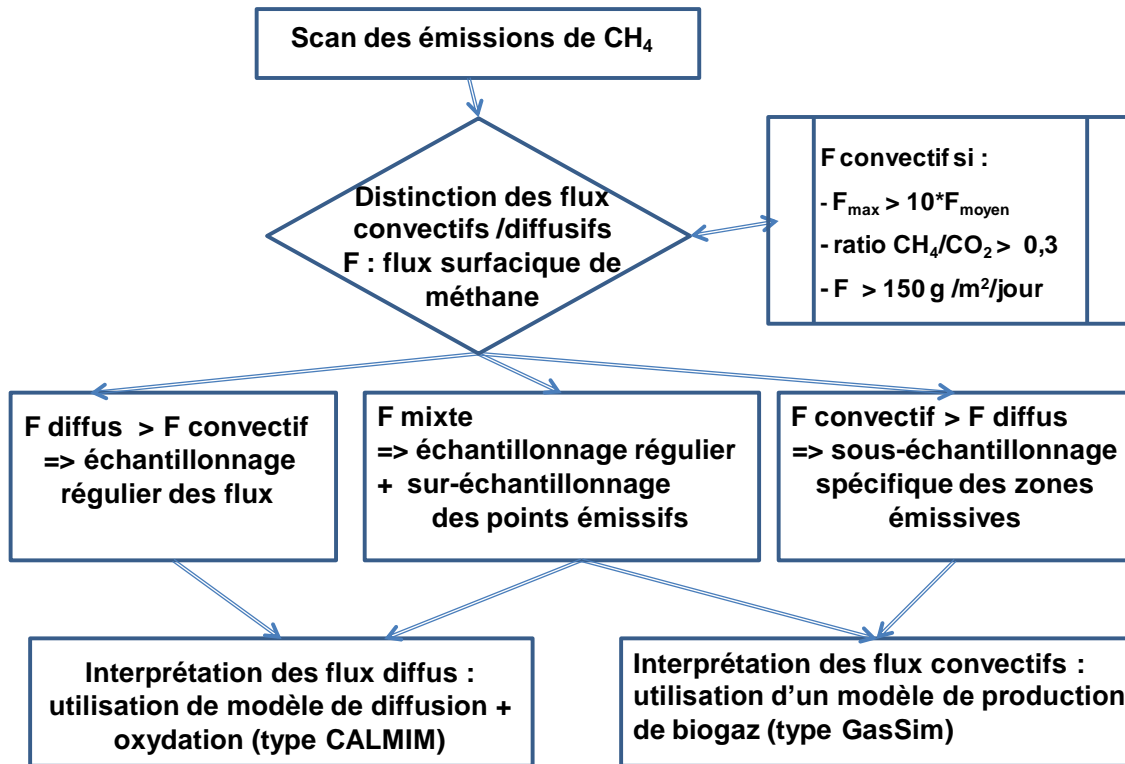 Scan des émissions de CH₄
Distinction des flux
convectifs /diffusifs
F : flux surfacique de
méthane
F convectif si :
- Fmax > 10*Fmoyen
- ratio CH₄/CO₂ > 0,3
- F > 150 g /m²/jour
F diffus > F convectif
=> échantillonnage
régulier des flux
F mixte
=> échantillonnage régulier
+ sur-échantillonnage
des points émissifs
F convectif > F diffus
=> sous-échantillonnage
spécifique des zones
émissives
Interprétation des flux diffus :
utilisation de modèle de diffusion +
oxydation (type CALMIM)
Interprétation des flux convectifs :
utilisation d'un modèle de production
de biogaz (type GasSim)